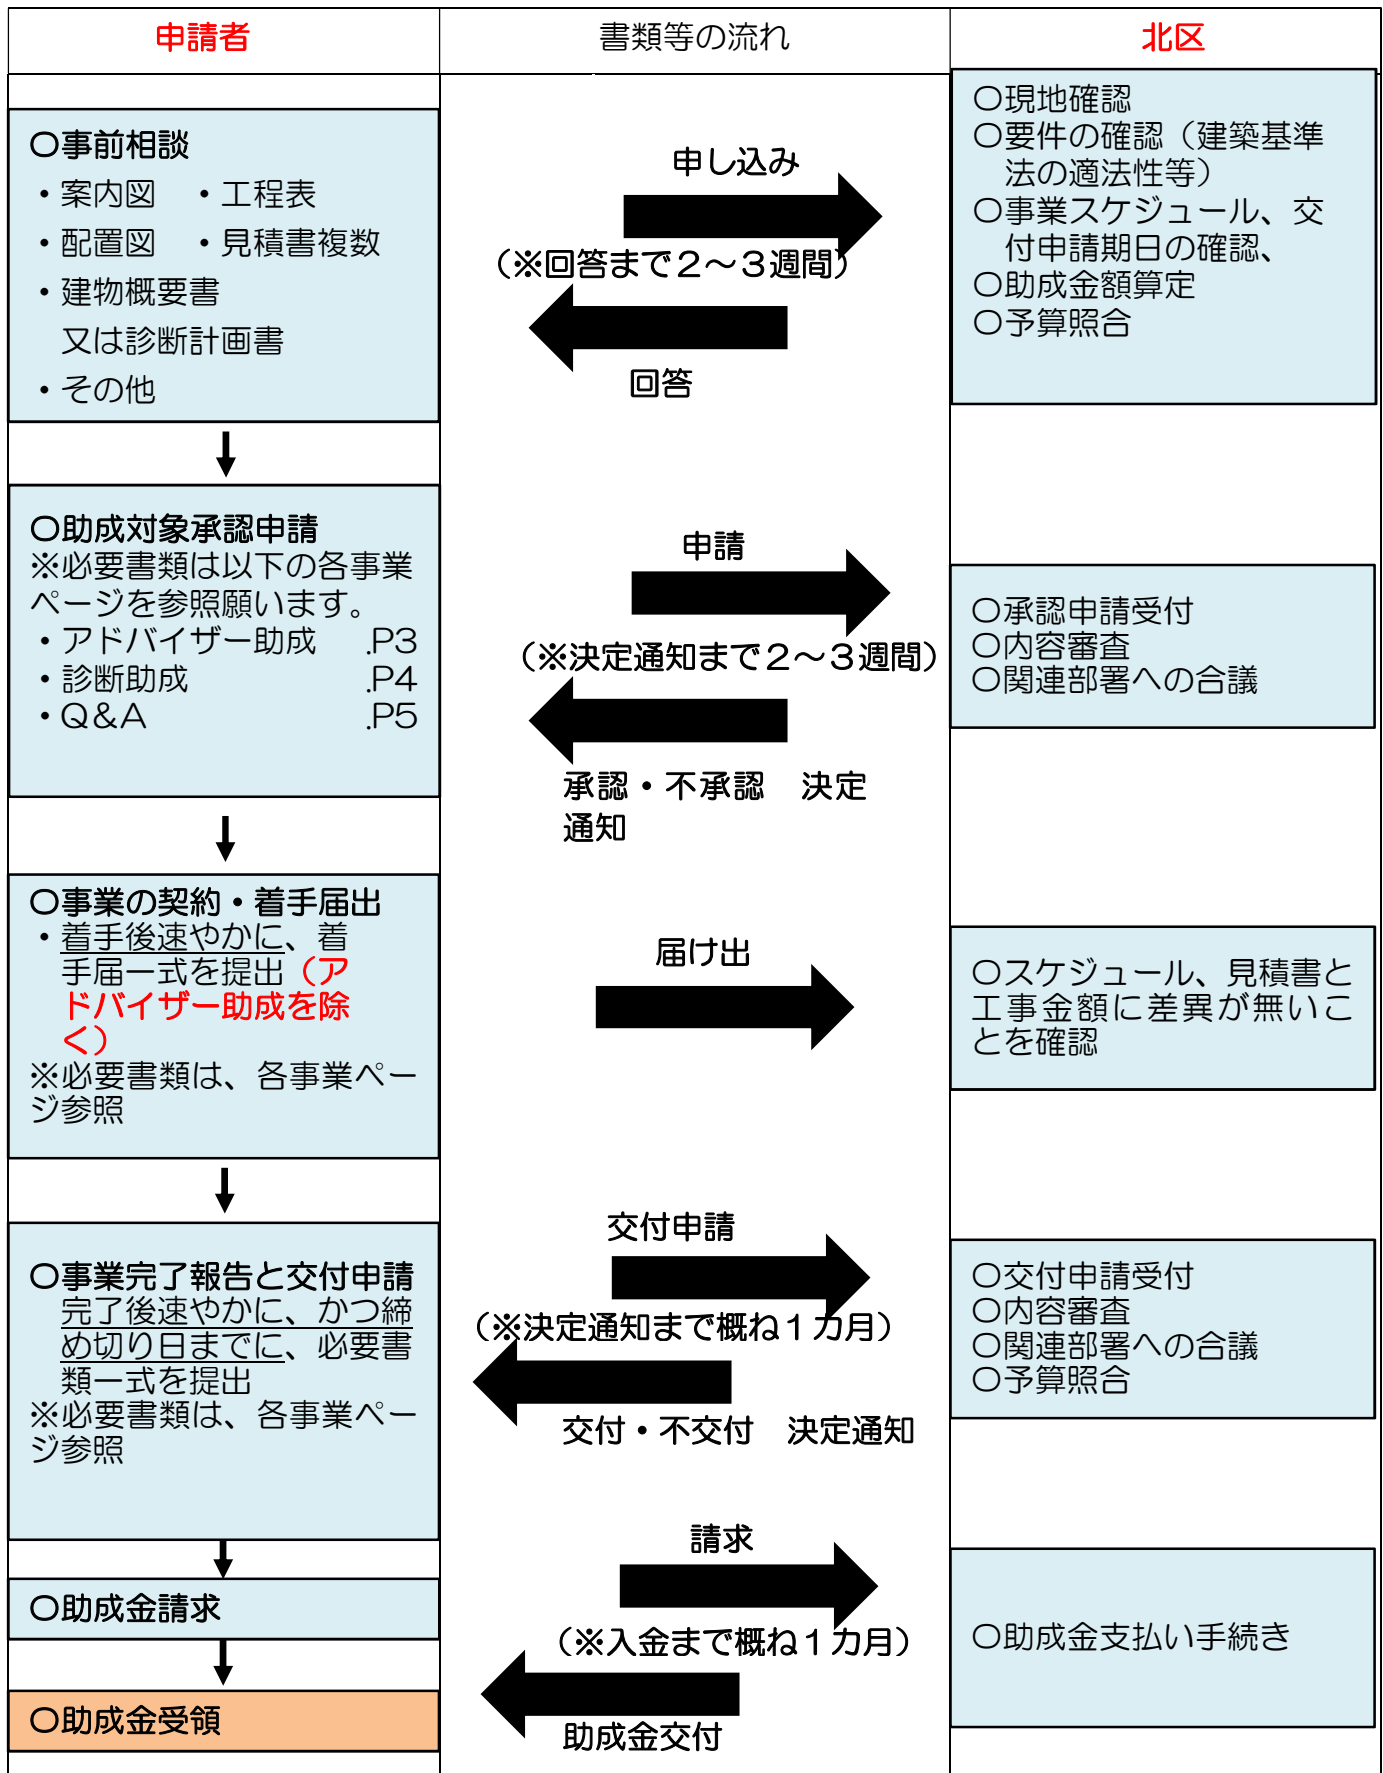 申請者
書類等の流れ
北区
〇事前相談
・案内図　・工程表
・配置図　・見積書複数
・建物概要書
又は診断計画書
・その他
申し込み
（※回答まで２～３週間）
回答
〇現地確認
〇要件の確認（建築基準
法の適法性等）
〇事業スケジュール、交
付申請期日の確認、
〇助成金額算定
〇予算照合
〇助成対象承認申請
※必要書類は以下の各事業
ページを参照願います。
・アドバイザー助成　.P3
・診断助成　.P4
・Q&A　.P5
申請
（※決定通知まで２～３週間）
承認・不承認　決定
通知
〇承認申請受付
〇内容審査
〇関連部署への合議
〇事業の契約・着手届出
・着手後速やかに、着
手届一式を提出（ア
ドバイザー助成を除
く）
※必要書類は、各事業ペー
ジ参照
届け出
〇スケジュール、見積書と
工事金額に差異が無いこ
とを確認
〇事業完了報告と交付申請
完了後速やかに、かつ締
め切り日までに、必要書
類一式を提出
※必要書類は、各事業ペー
ジ参照
交付申請
（※決定通知まで概ね１カ月）
交付・不交付　決定通知
〇交付申請受付
〇内容審査
〇関連部署への合議
〇予算照合
〇助成金請求
請求
（※入金まで概ね１カ月）
助成金交付
〇助成金支払い手続き
〇助成金受領